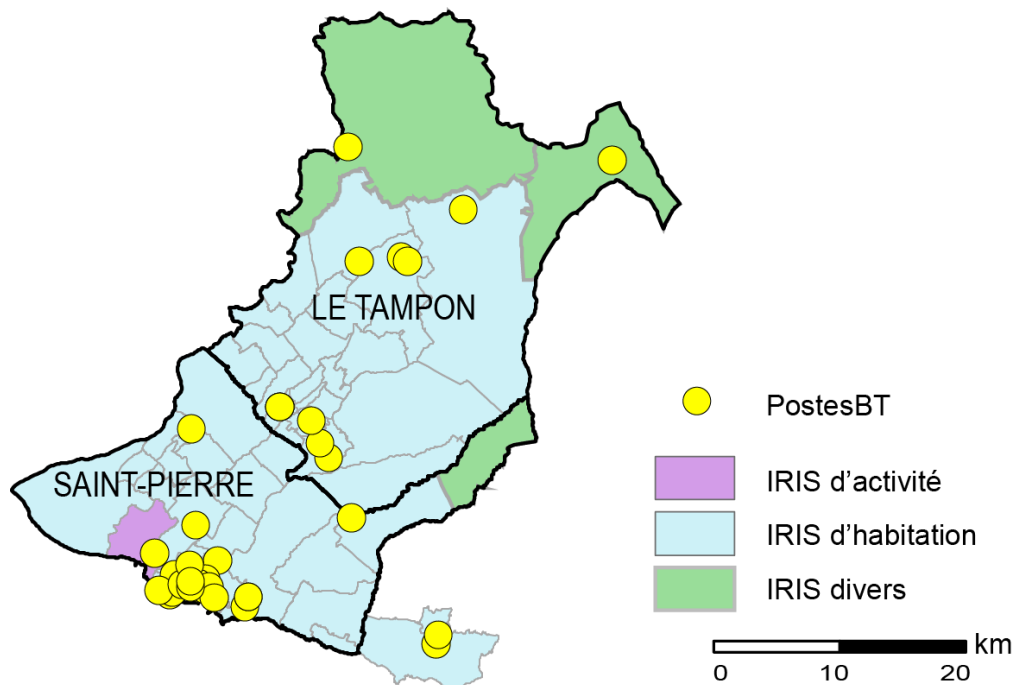 LE TAMPON
SAINT-PIERRE
PostesBT
IRIS d'activité
IRIS d'habitation
IRIS divers
km
0 10 20